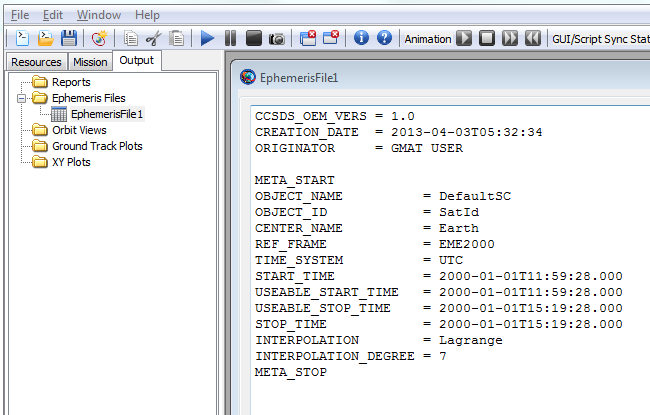 File Edit Window Help
Animation GUI/Script Sync Stat
Resources Mission Output
Reports
Ephemeris Files
EphemerisFile1
Orbit Views
Ground Track Plots
XY Plots
EphemerisFile1
CCSDS_OEM_VERS = 1.0
CREATION_DATE = 2013-04-03T05:32:34
ORIGINATOR = GMAT USER
META_START
OBJECT_NAME = DefaultSC
OBJECT_ID = SatId
CENTER_NAME = Earth
REF_FRAME = EME2000
TIME_SYSTEM = UTC
START_TIME = 2000-01-01T11:59:28.000
USEABLE_START_TIME = 2000-01-01T11:59:28.000
USEABLE_STOP_TIME = 2000-01-01T15:19:28.000
STOP_TIME = 2000-01-01T15:19:28.000
INTERPOLATION = Lagrange
INTERPOLATION_DEGREE = 7
META_STOP